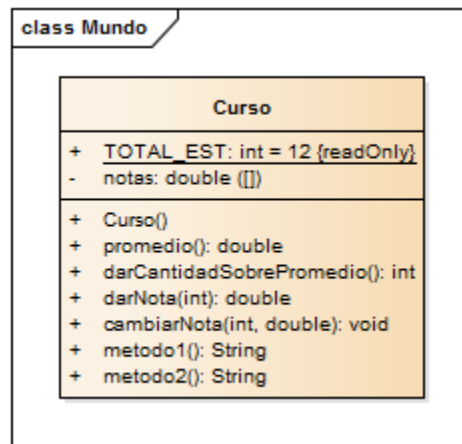 class Mundo
Curso
+ TOTAL_EST: int = 12 {readOnly}
- notas: double ([])
+ Curso()
+ promedio(): double
+ darCantidadSobrePromedio(): int
+ darNota(int): double
+ cambiarNota(int, double): void
+ metodo1(): String
+ metodo2(): String